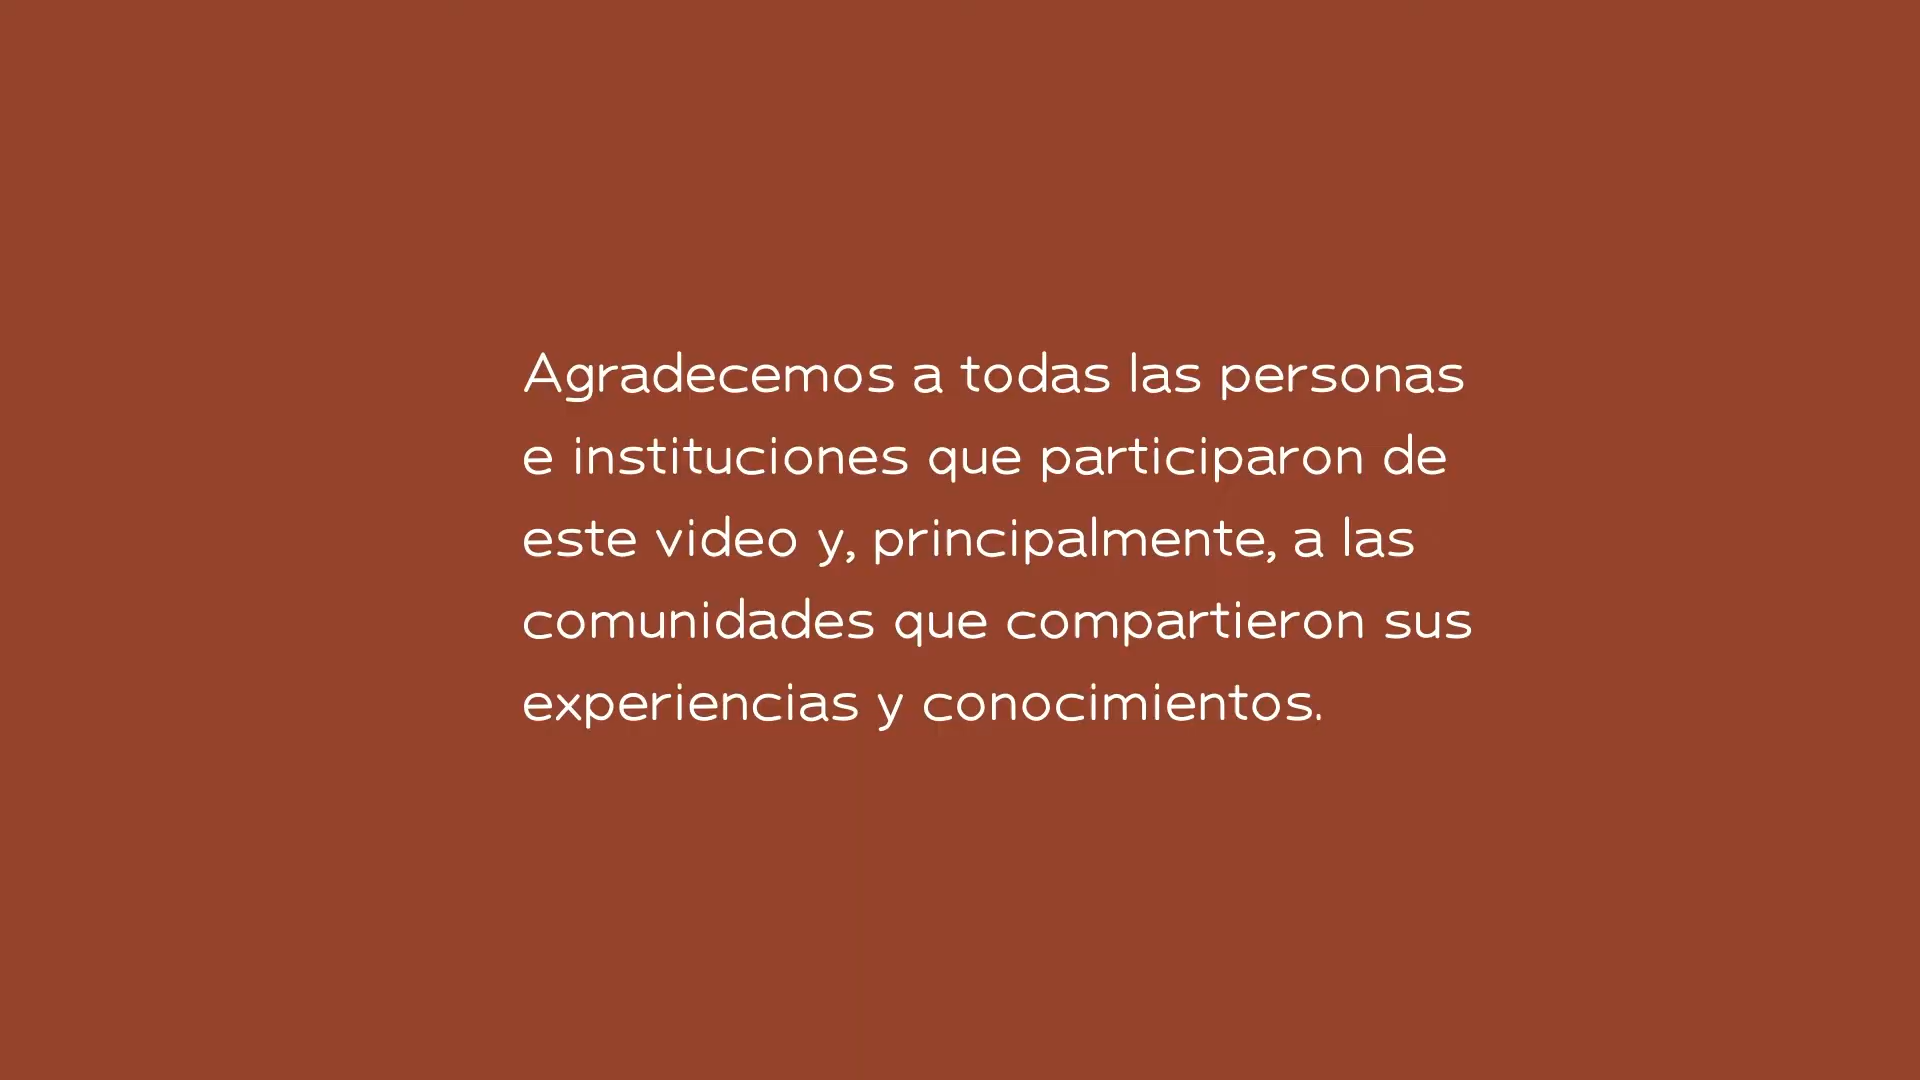 Agradecemos a todas las personas
e instituciones que participaron de
este video y, principalmente, a las
comunidades que compartieron sus
experiencias y conocimientos.